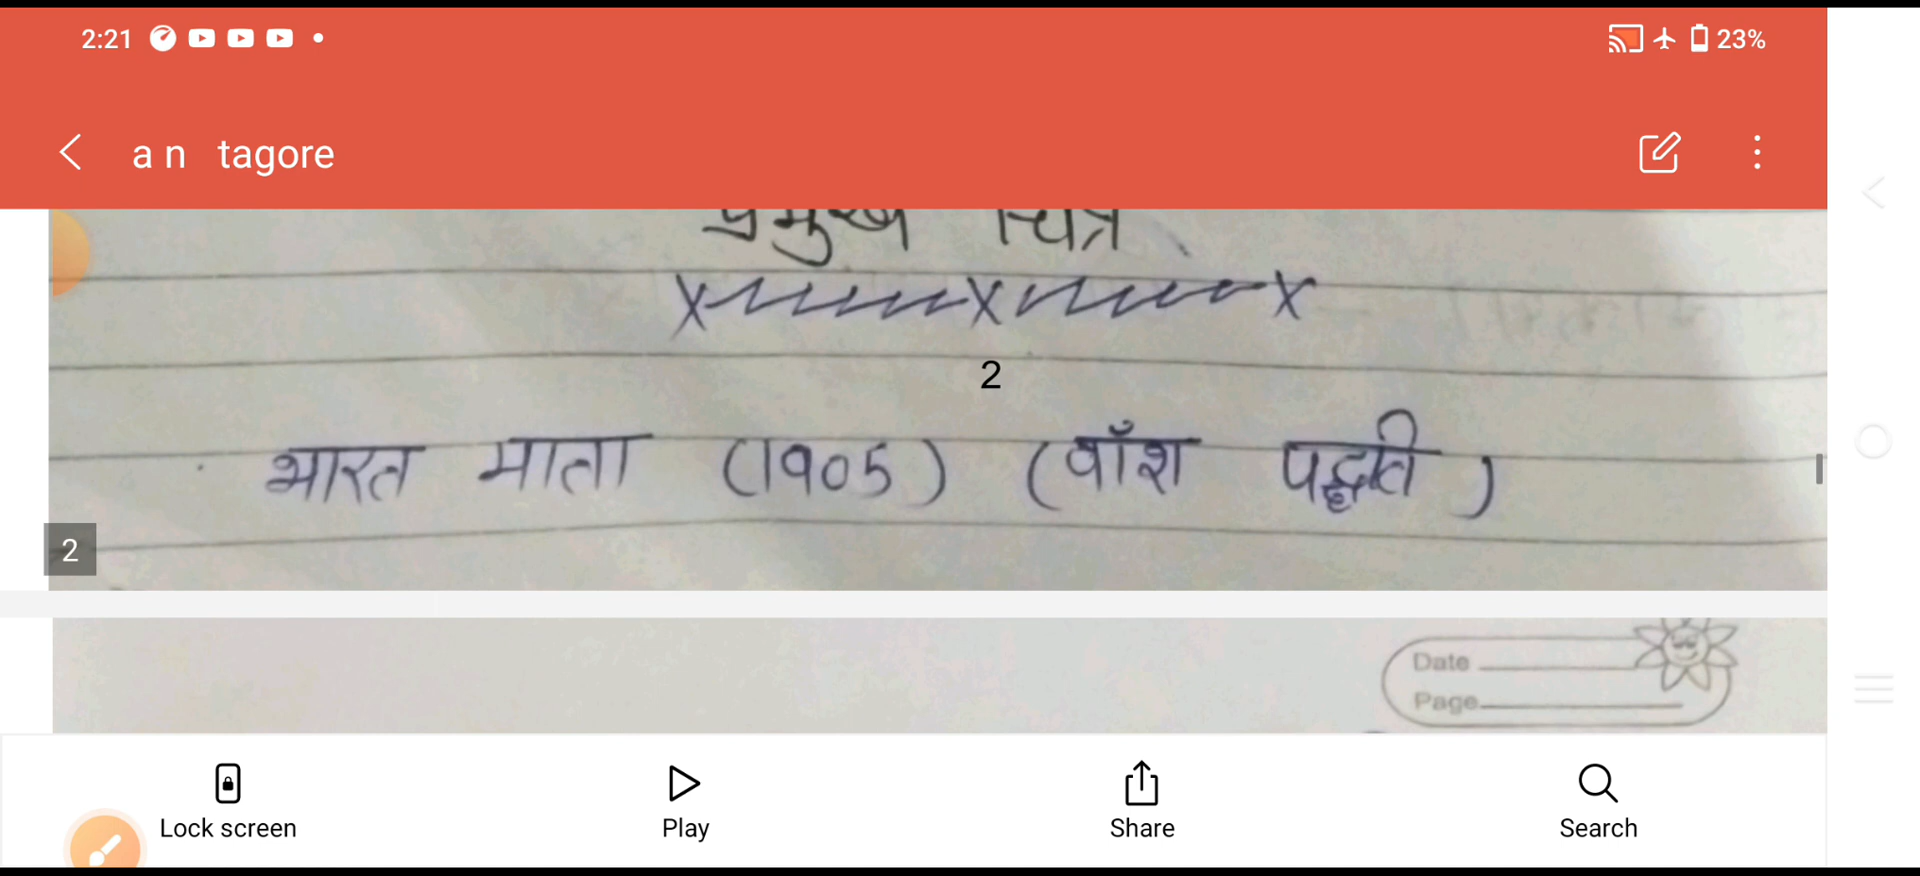 2:21 23%
a n tagore
प्रमुख चित्र
X X X
2
भारत माता (1905) (वाँश पद्धति)
2
Date
Page
Lock screen Play Share Search